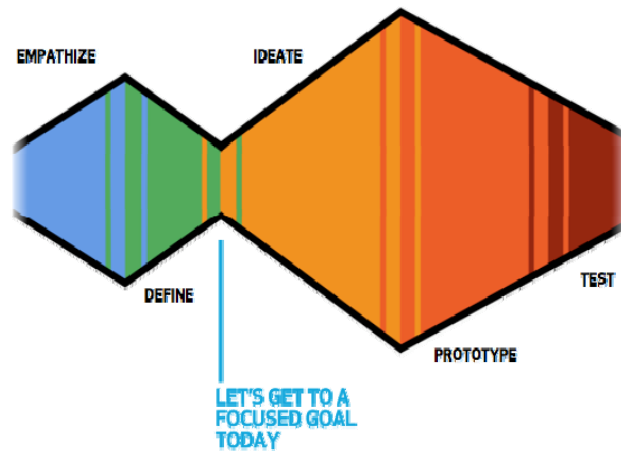 EMPATHIZE
IDEATE
DEFINE
TEST
PROTOTYPE
LET'S GET TO A
FOCUSED GOAL
TODAY